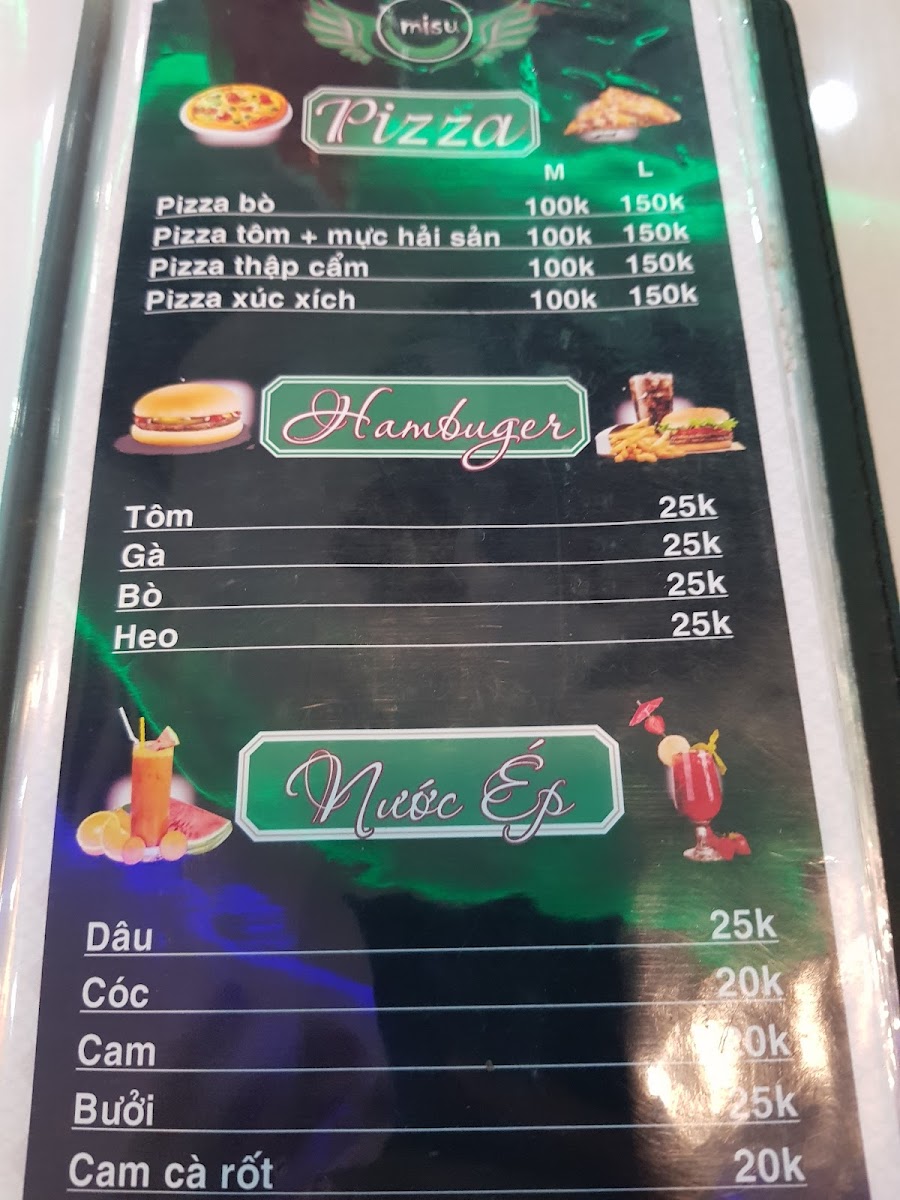 misu
Pizza
M L
Pizza bò 100k 150k
Pizza tôm + mực hải sản 100k 150k
Pizza thập cẩm 100k 150k
Pizza xúc xích 100k 150k
Hambuger
Tôm 25k
Gà 25k
Bò 25k
Heo 25k
Nước Ép
Dâu 25k
Cóc 20k
Cam 20k
Bưởi 25k
Cam cà rốt 20k